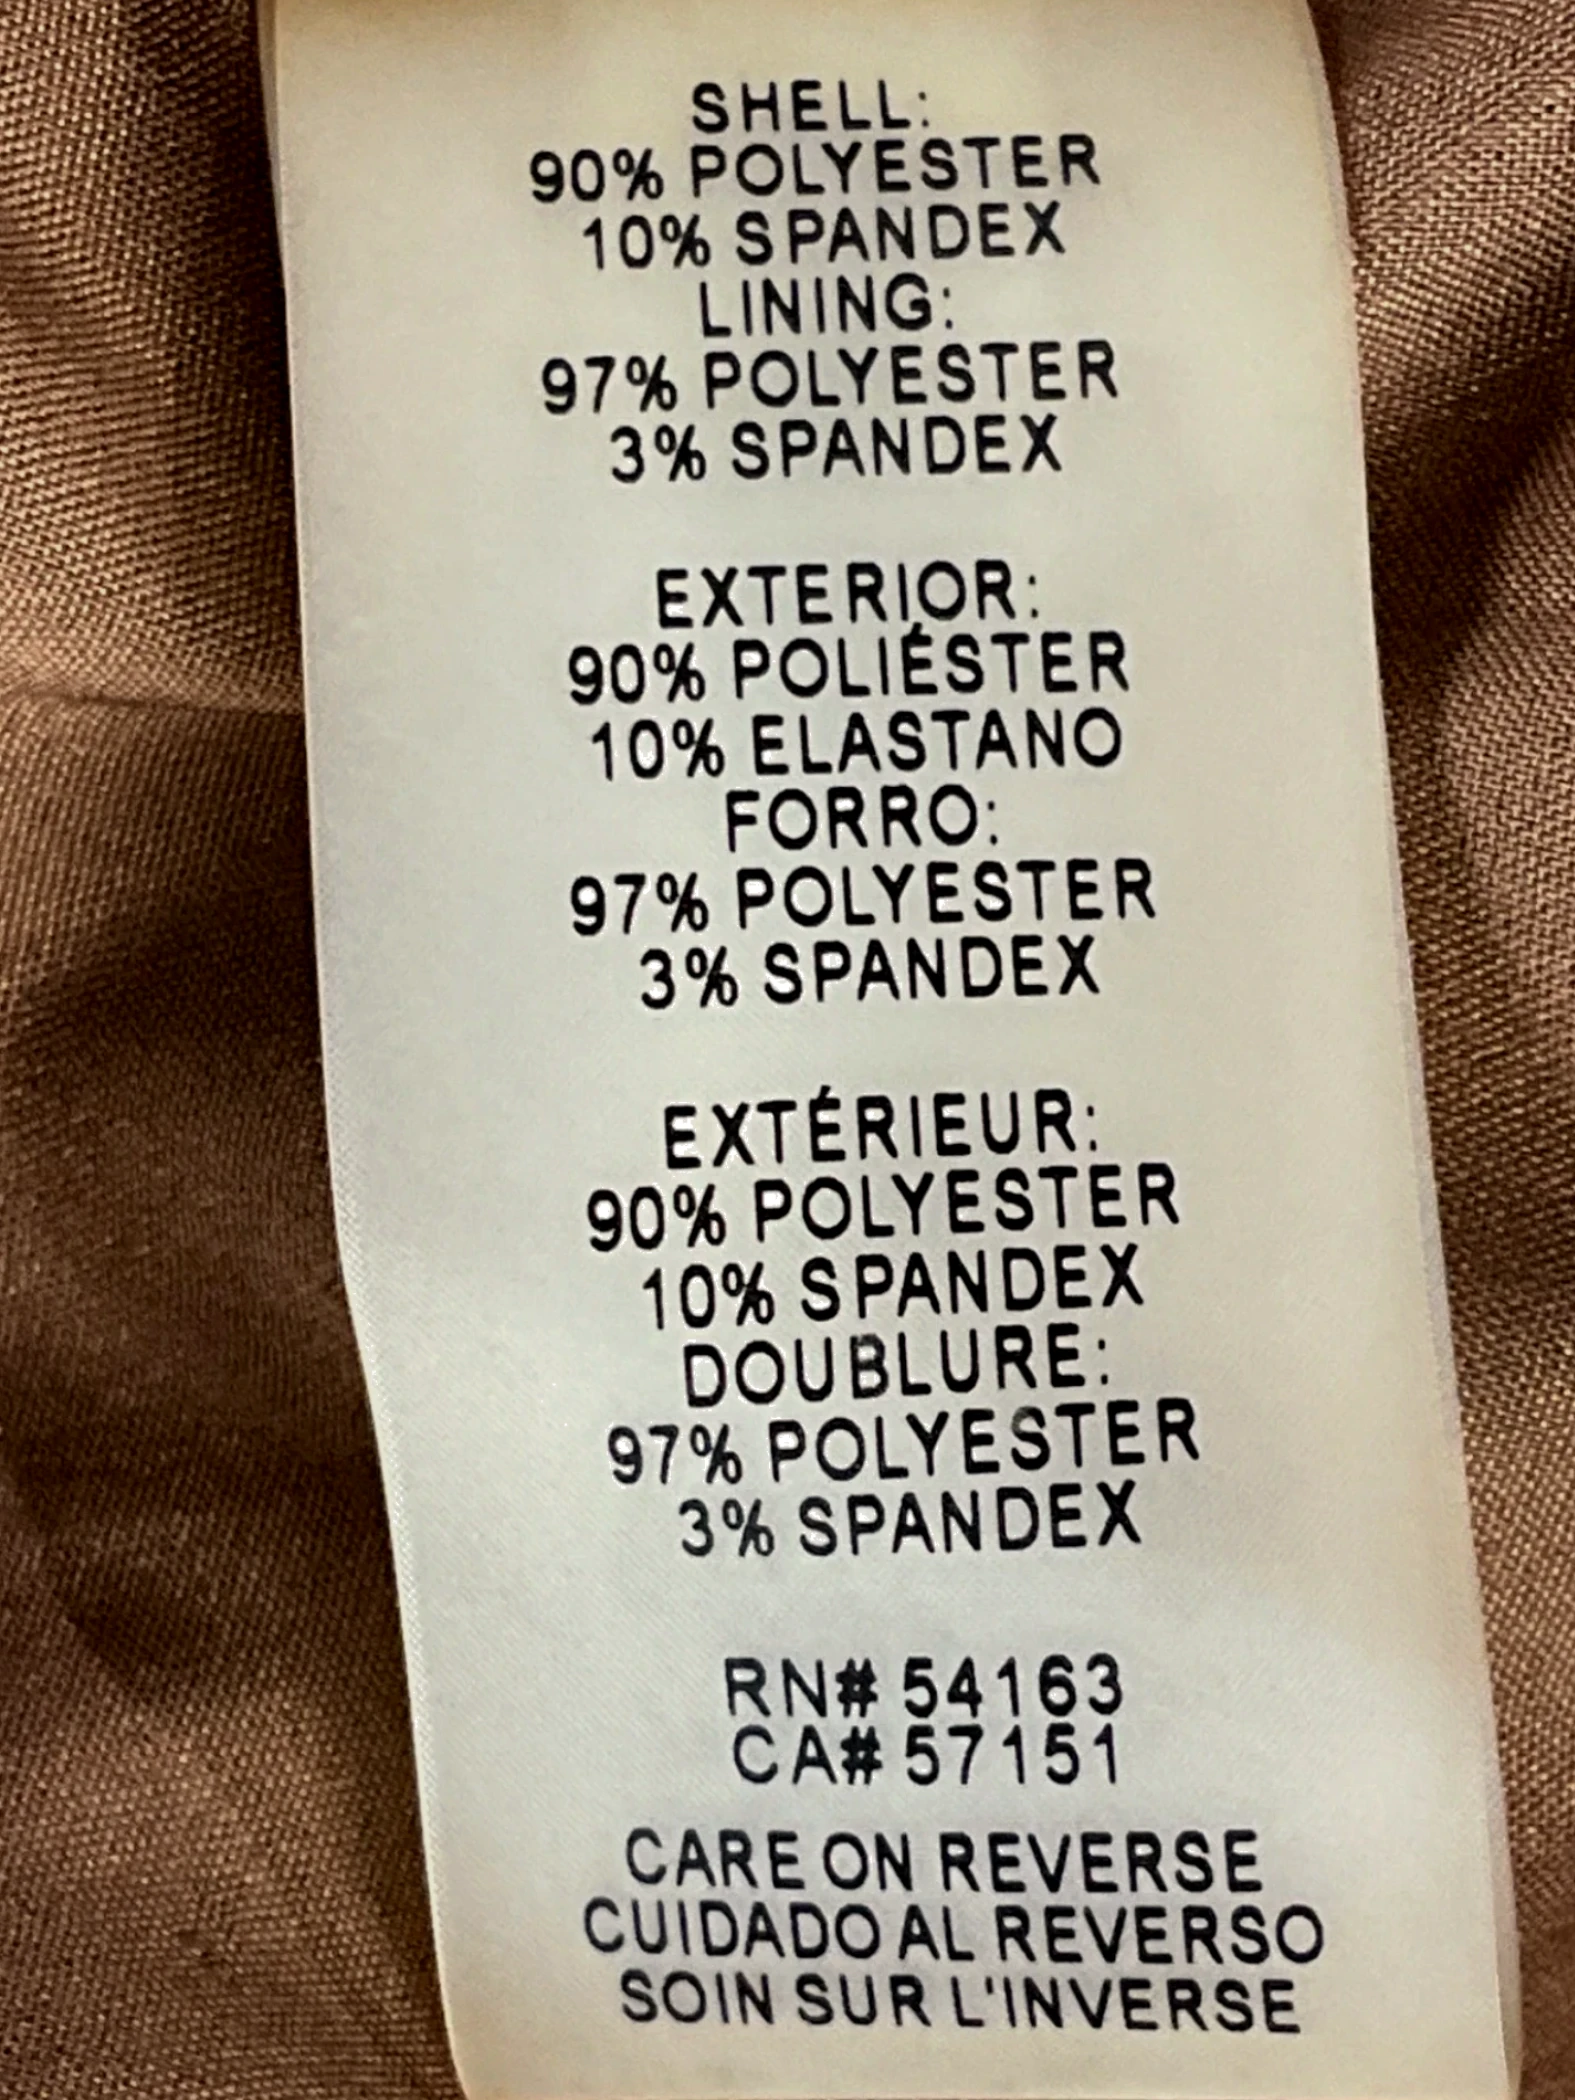 SHELL:
90% POLYESTER
10% SPANDEX
LINING:
97% POLYESTER
3% SPANDEX
EXTERIOR:
90% POLIÉSTER
10% ELASTANO
FORRO:
97% POLYESTER
3% SPANDEX
EXTÉRIEUR:
90% POLYESTER
10% SPANDEX
DOUBLURE:
97% POLYESTER
3% SPANDEX
RN# 54163
CA# 57151
CARE ON REVERSE
CUIDADO AL REVERSO
SOIN SUR L'INVERSE